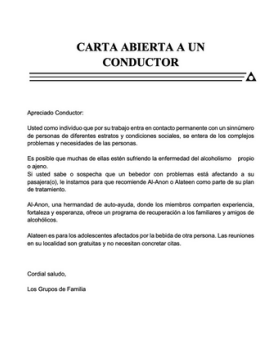 CARTA ABIERTA A UN
CONDUCTOR
Apreciado Conductor:
Usted como individuo que por su trabajo entra en contacto permanente con un sinnúmero
de personas de diferentes estratos y condiciones sociales, se entera de los complejos
problemas y necesidades de las personas.
Es posible que muchas de ellas estén sufriendo la enfermedad del alcoholismo propio
o ajeno.
Si usted sabe o sospecha que un bebedor con problemas está afectando a su
pasajera(o), le instamos para que recomiende Al-Anon o Alateen como parte de su plan
de tratamiento.
Al-Anon, una hermandad de auto-ayuda, donde los miembros comparten experiencia,
fortaleza y esperanza, ofrece un programa de recuperación a los familiares y amigos de
alcohólicos.
Alateen es para los adolescentes afectados por la bebida de otra persona. Las reuniones
en su localidad son gratuitas y no necesitan concretar citas.
Cordial saludo,
Los Grupos de Familia